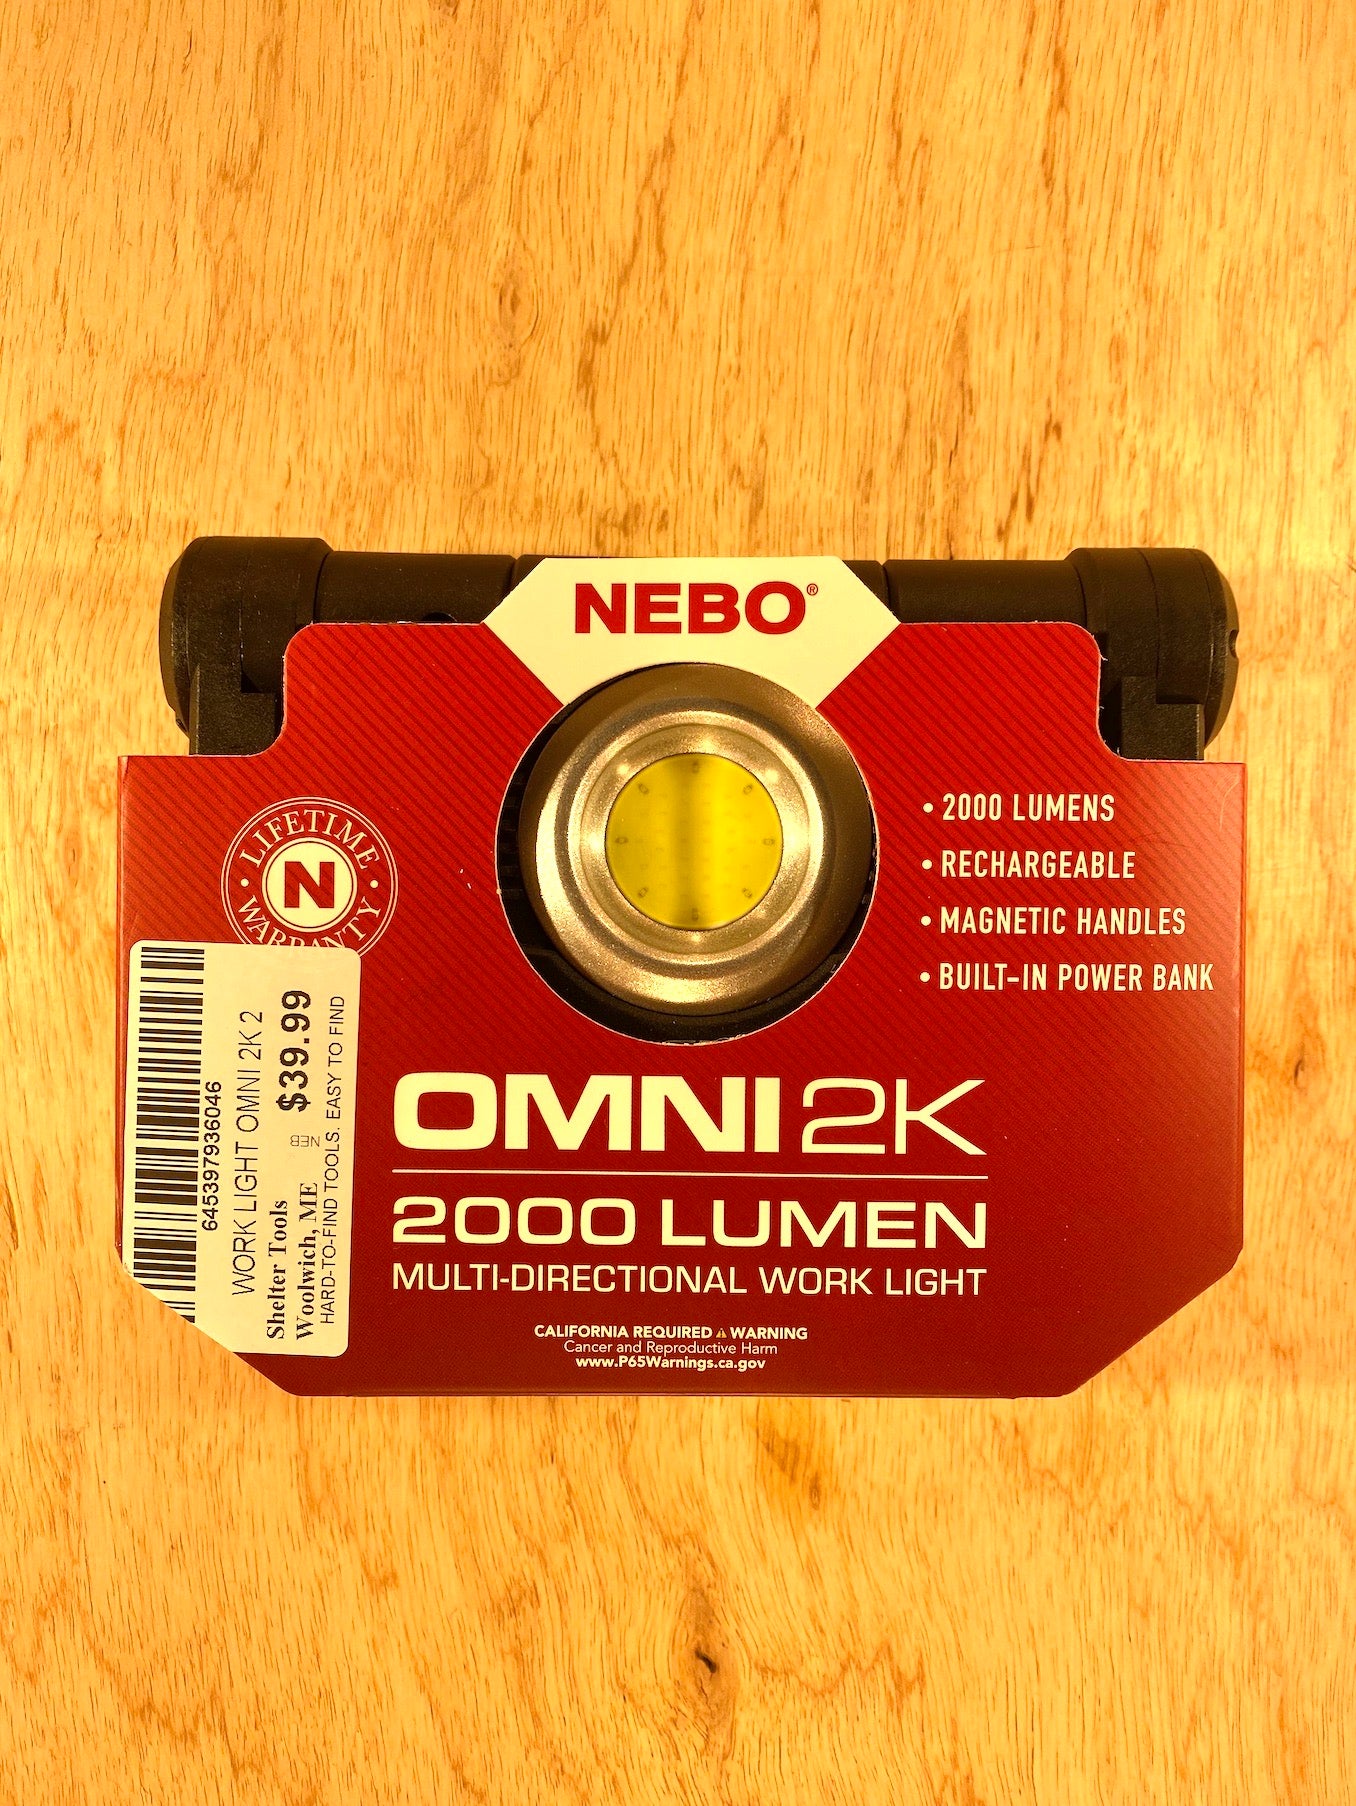 NEBO®
LIFETIME
N
WARRANTY
• 2000 LUMENS
• RECHARGEABLE
• MAGNETIC HANDLES
• BUILT-IN POWER BANK
645397936046
WORK LIGHT OMNI 2K 2
NEB
$39.99
Shelter Tools
Woolwich, ME
HARD-TO-FIND TOOLS. EASY TO FIND
OMNI 2K
2000 LUMEN
MULTI-DIRECTIONAL WORK LIGHT
CALIFORNIA REQUIRED ⚠ WARNING
Cancer and Reproductive Harm
www.P65Warnings.ca.gov